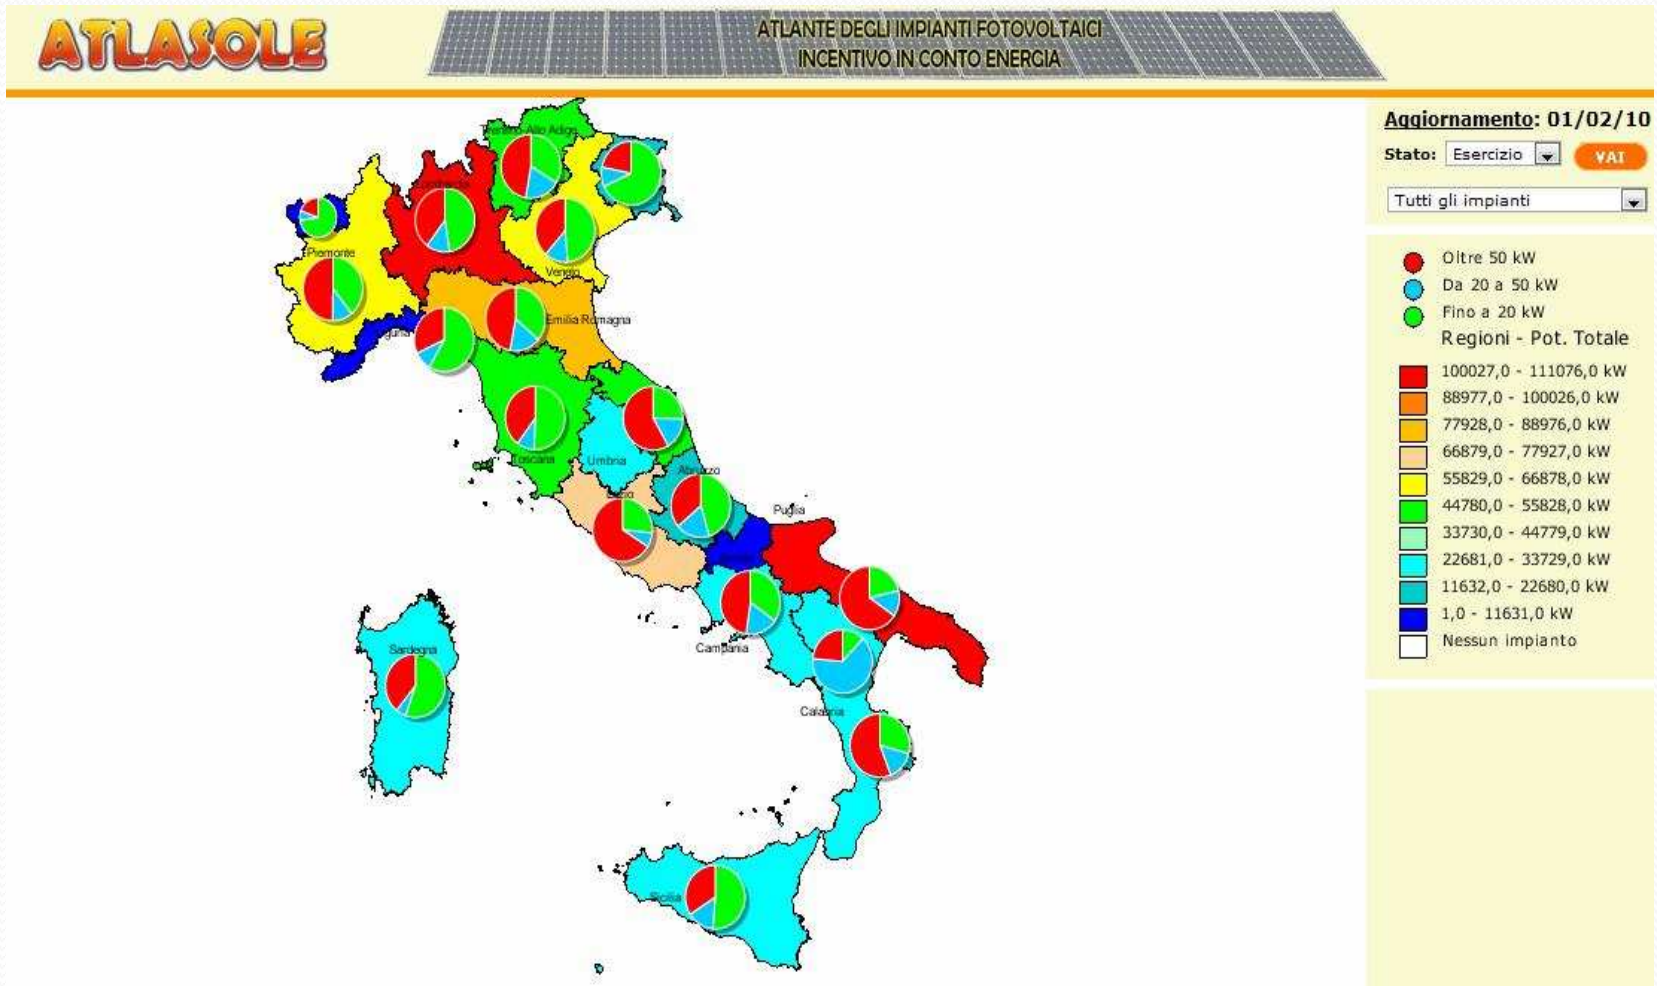 ATLASOLE
ATLANTE DEGLI IMPIANTI FOTOVOLTAICI
INCENTIVO IN CONTO ENERGIA
Aggiornamento: 01/02/10
Stato: Esercizio VAI
Tutti gli impianti
Oltre 50 kW
Da 20 a 50 kW
Fino a 20 kW
Regioni - Pot. Totale
100027,0 - 111076,0 kW
88977,0 - 100026,0 kW
77928,0 - 88976,0 kW
66879,0 - 77927,0 kW
55829,0 - 66878,0 kW
44780,0 - 55828,0 kW
33730,0 - 44779,0 kW
22681,0 - 33729,0 kW
11632,0 - 22680,0 kW
1,0 - 11631,0 kW
Nessun impianto
Trentino-Alto Adige
Lombardia
Piemonte
Veneto
Emilia Romagna
Toscana
Umbria
Abruzzo
Lazio
Puglia
Campania
Sardegna
Calabria
Sicilia